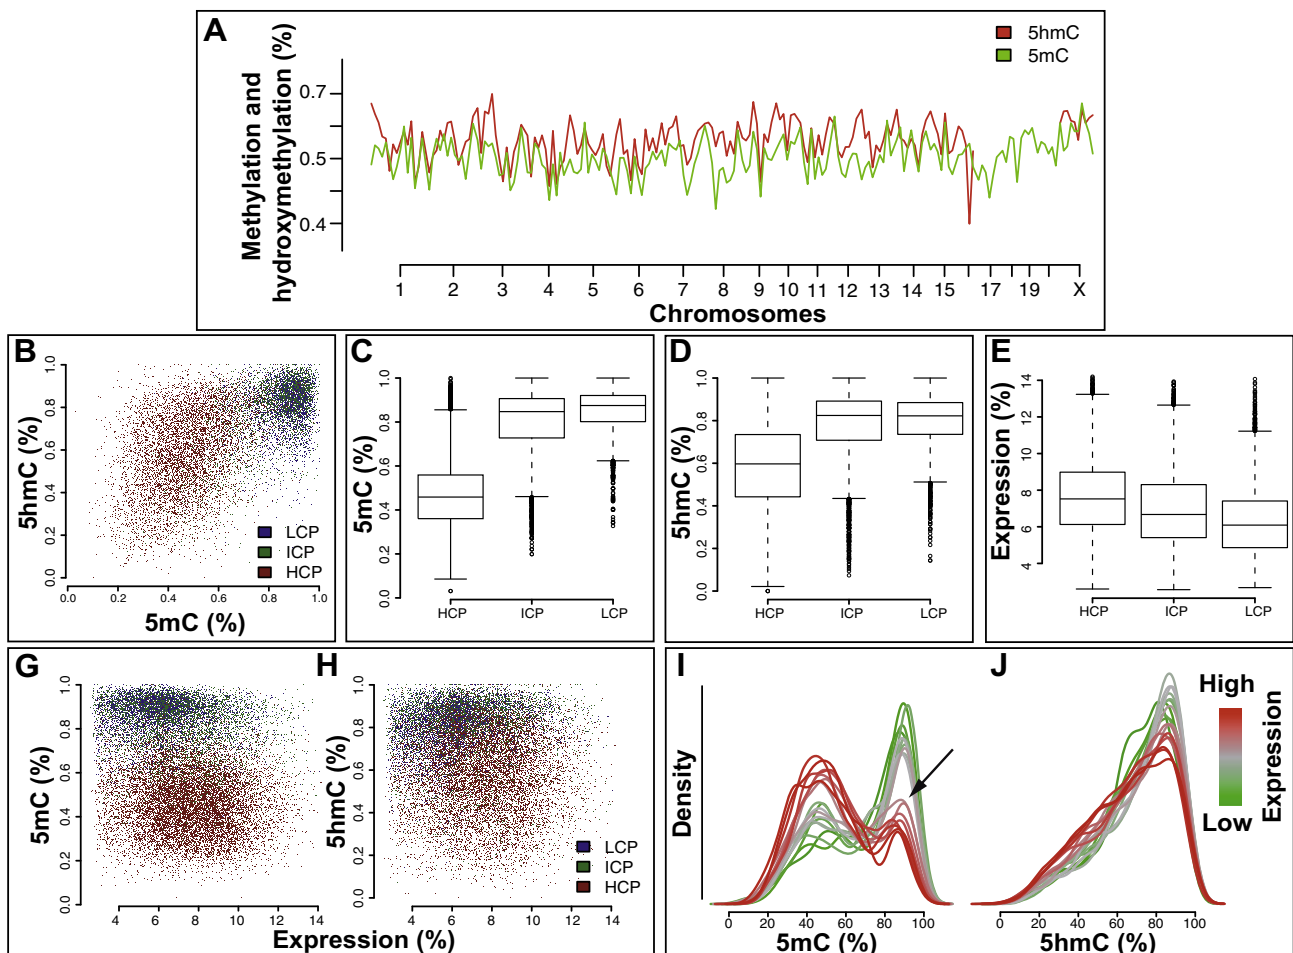 A
Methylation and
hydroxymethylation (%)
0.7
0.5
0.4
5hmC
5mC
1 2 3 4 5 6 7 8 9 10 11 12 13 14 15 17 19 X
Chromosomes
B
5hmC (%)
1.0
0.8
0.6
0.4
0.2
0.0
LCP
ICP
HCP
0.0 0.2 0.4 0.6 0.8 1.0
5mC (%)
C
5mC (%)
1.0
0.8
0.6
0.4
0.2
0.0
HCP ICP LCP
D
5hmC (%)
1.0
0.8
0.6
0.4
0.2
0.0
HCP ICP LCP
E
Expression (%)
14
12
10
8
6
4
HCP ICP LCP
G
5mC (%)
1.0
0.8
0.6
0.4
0.2
0.0
4 6 8 10 12 14
H
5hmC (%)
1.0
0.8
0.6
0.4
0.2
0.0
LCP
ICP
HCP
4 6 8 10 12 14
Expression (%)
I
Density
0 20 40 60 80 100
5mC (%)
J
High
Low
Expression
0 20 40 60 80 100
5hmC (%)